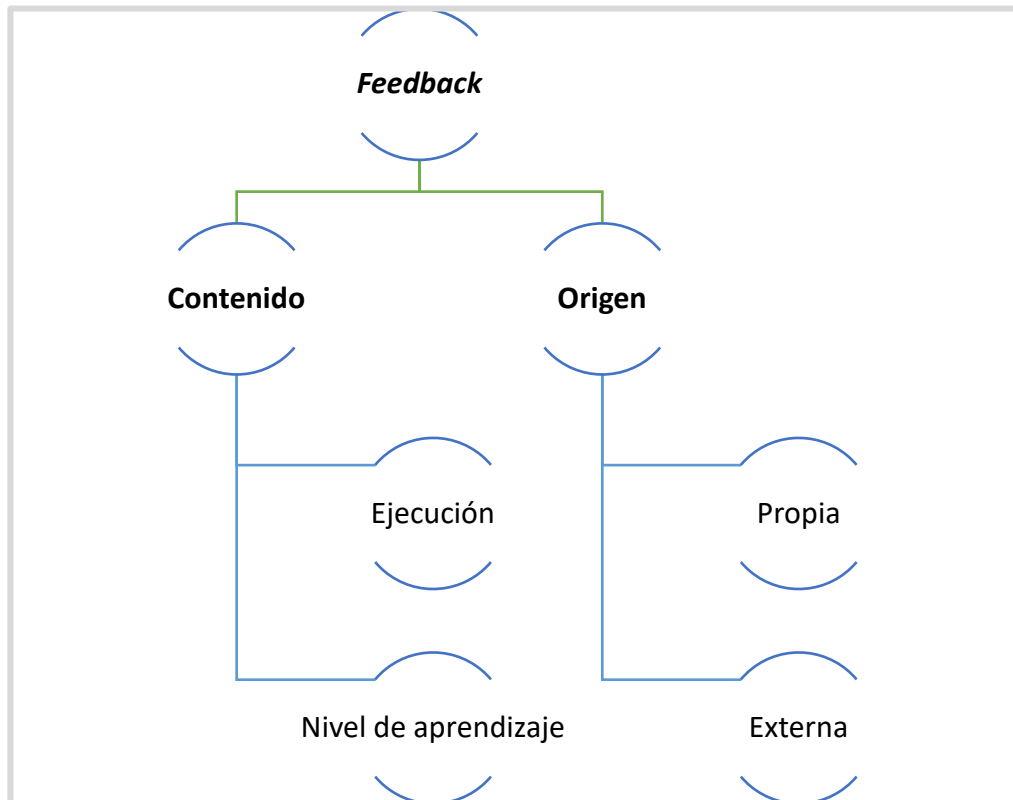 Feedback
Contenido
Origen
Ejecución
Propia
Nivel de aprendizaje
Externa